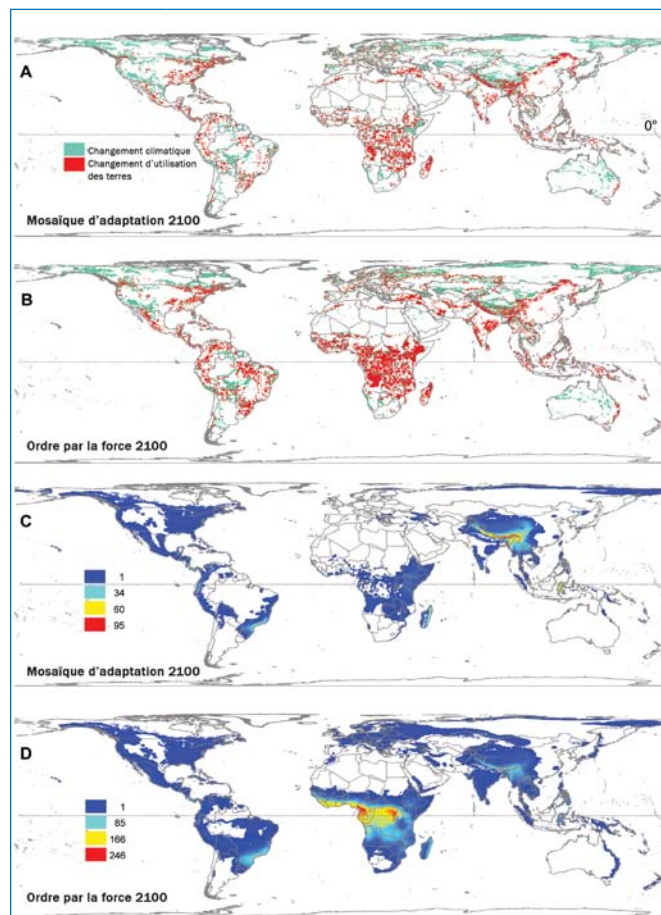 A
0°
Changement climatique
Changement d'utilisation
des terres
Mosaïque d'adaptation 2100
B
Ordre par la force 2100
C
1
34
60
95
Mosaïque d'adaptation 2100
D
1
85
166
246
Ordre par la force 2100